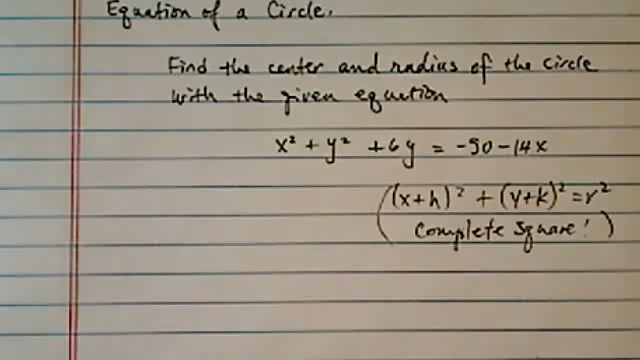 Equation of a Circle.
Find the center and radius of the circle
with the given equation
x² + y² + 6y = -50 - 14x
((x+h)² + (y+k)² = r²
Complete Square! )